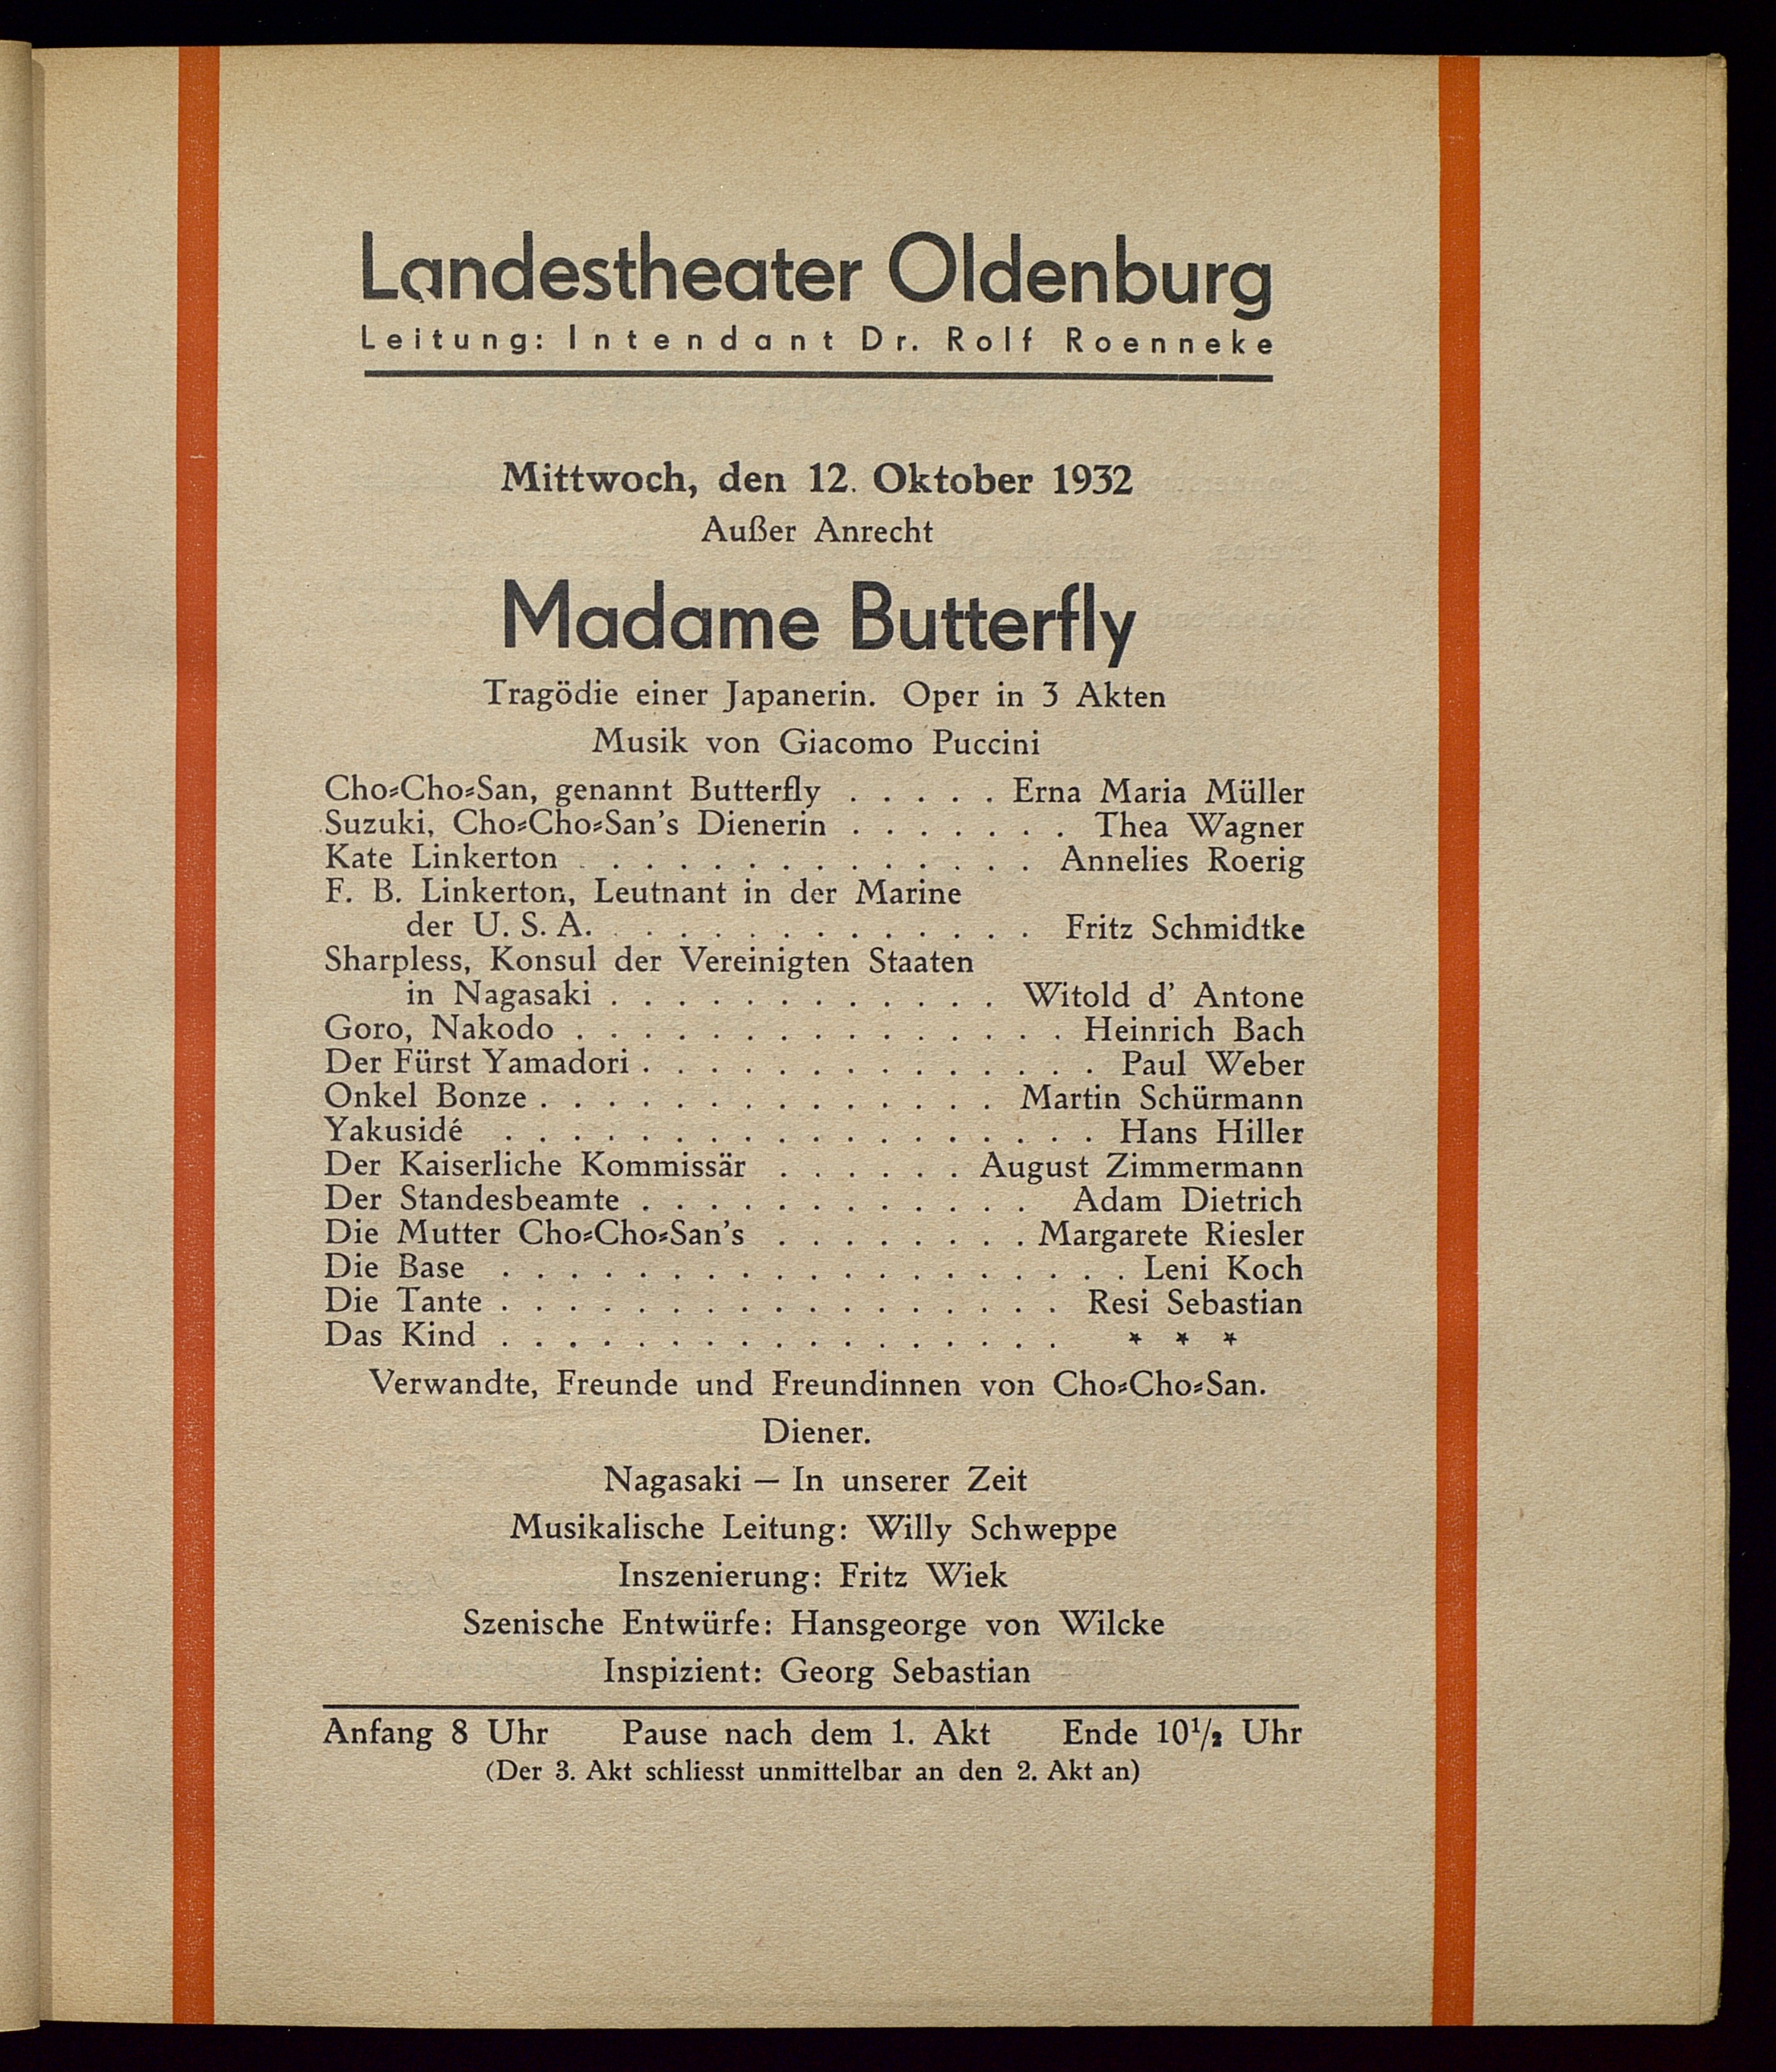 Landestheater Oldenburg
Leitung: Intendant Dr. Rolf Roenneke
Mittwoch, den 12. Oktober 1932
Außer Anrecht
Madame Butterfly
Tragödie einer Japanerin. Oper in 3 Akten
Musik von Giacomo Puccini
Cho-Cho-San, genannt Butterfly . . . . . Erna Maria Müller
Suzuki, Cho-Cho-San's Dienerin . . . . . . . Thea Wagner
Kate Linkerton . . . . . . . . . . . . . . Annelies Roerig
F. B. Linkerton, Leutnant in der Marine
der U. S. A. . . . . . . . . . . . . . Fritz Schmidtke
Sharpless, Konsul der Vereinigten Staaten
in Nagasaki . . . . . . . . . . . . Witold d' Antone
Goro, Nakodo . . . . . . . . . . . . . . . Heinrich Bach
Der Fürst Yamadori . . . . . . . . . . . . . . Paul Weber
Onkel Bonze . . . . . . . . . . . . . . Martin Schürmann
Yakusidé . . . . . . . . . . . . . . . . . . Hans Hiller
Der Kaiserliche Kommissär . . . . . . August Zimmermann
Der Standesbeamte . . . . . . . . . . . . Adam Dietrich
Die Mutter Cho-Cho-San's . . . . . . . . Margarete Riesler
Die Base . . . . . . . . . . . . . . . . . . . Leni Koch
Die Tante . . . . . . . . . . . . . . . . . Resi Sebastian
Das Kind . . . . . . . . . . . . . . . . . * * *
Verwandte, Freunde und Freundinnen von Cho-Cho-San.
Diener.
Nagasaki — In unserer Zeit
Musikalische Leitung: Willy Schweppe
Inszenierung: Fritz Wiek
Szenische Entwürfe: Hansgeorge von Wilcke
Inspizient: Georg Sebastian
Anfang 8 Uhr Pause nach dem 1. Akt Ende 10½ Uhr
(Der 3. Akt schliesst unmittelbar an den 2. Akt an)